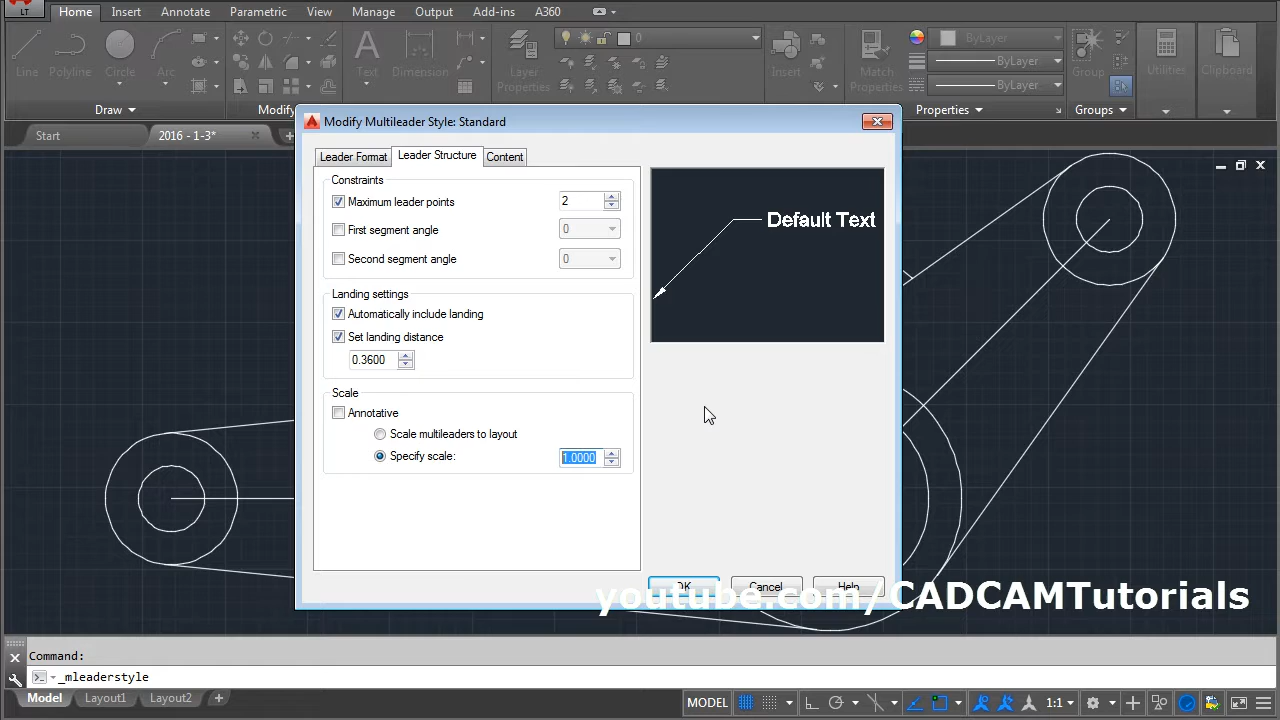 LT
Home Insert Annotate Parametric View Manage Output Add-ins A360
Line Polyline Circle Arc Text Dimension Layer Properties 0 Insert Match Properties ByLayer ByLayer ByLayer Group Utilities Clipboard
Draw Modify Properties Groups
Start 2016 - 1-3*
Modify Multileader Style: Standard
Leader Format Leader Structure Content
Constraints
Maximum leader points 2
First segment angle 0
Second segment angle 0
Landing settings
Automatically include landing
Set landing distance
0.3600
Scale
Annotative
Scale multileaders to layout
Specify scale: 1.0000
Default Text
OK Cancel Help
youtube.com/CADCAMTutorials
Command:
_mleaderstyle
Model Layout1 Layout2 +
MODEL 1:1